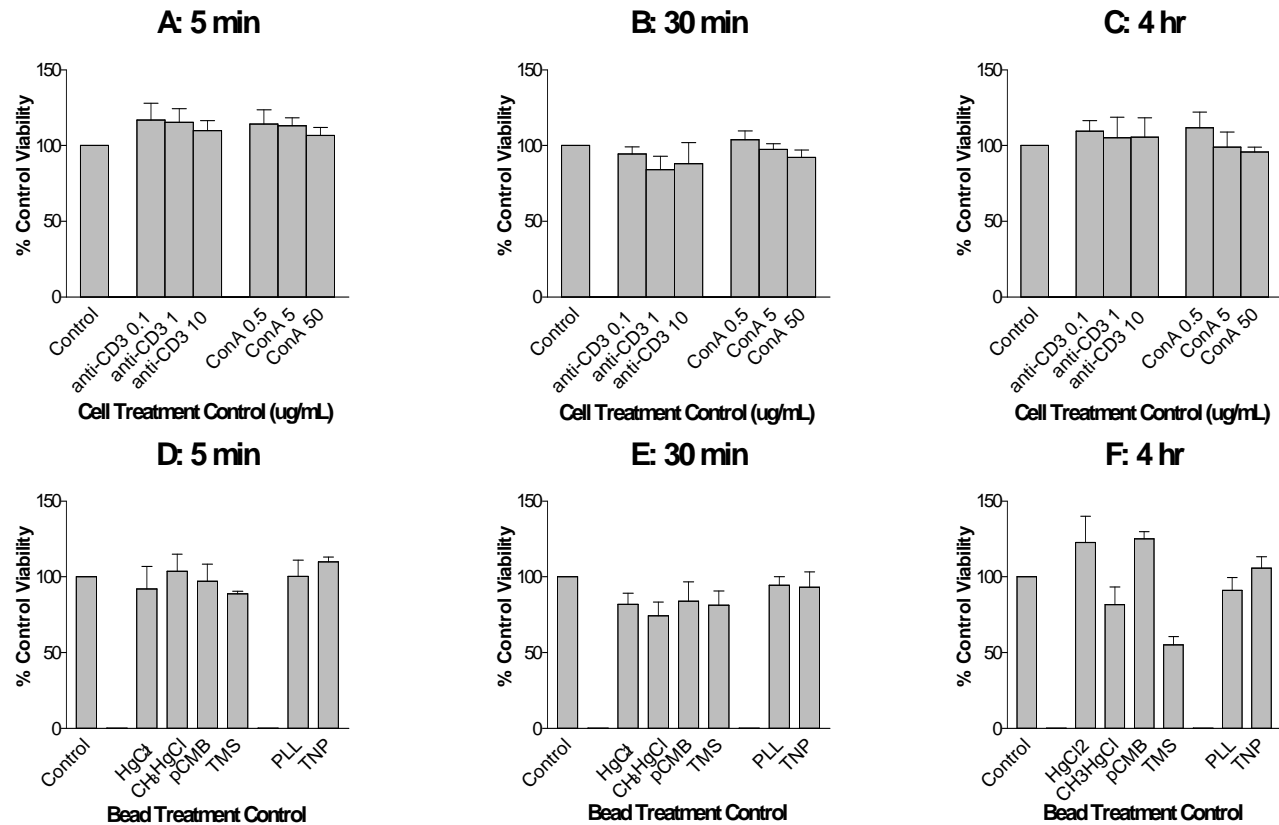 A: 5 min
150
100
50
0
% Control Viability
Control
anti-CD3 0.1
anti-CD3 1
anti-CD3 10
ConA 0.5
ConA 5
ConA 50
Cell Treatment Control (ug/mL)
B: 30 min
150
100
50
0
% Control Viability
Control
anti-CD3 0.1
anti-CD3 1
anti-CD3 10
ConA 0.5
ConA 5
ConA 50
Cell Treatment Control (ug/mL)
C: 4 hr
150
100
50
0
% Control Viability
Control
anti-CD3 0.1
anti-CD3 1
anti-CD3 10
ConA 0.5
ConA 5
ConA 50
Cell Treatment Control (ug/mL)
D: 5 min
150
100
50
0
% Control Viability
Control
HgCl2
CH3HgCl
pCMB
TMS
PLL
TNP
Bead Treatment Control
E: 30 min
150
100
50
0
% Control Viability
Control
HgCl2
CH3HgCl
pCMB
TMS
PLL
TNP
Bead Treatment Control
F: 4 hr
150
100
50
0
% Control Viability
Control
HgCl2
CH3HgCl
pCMB
TMS
PLL
TNP
Bead Treatment Control